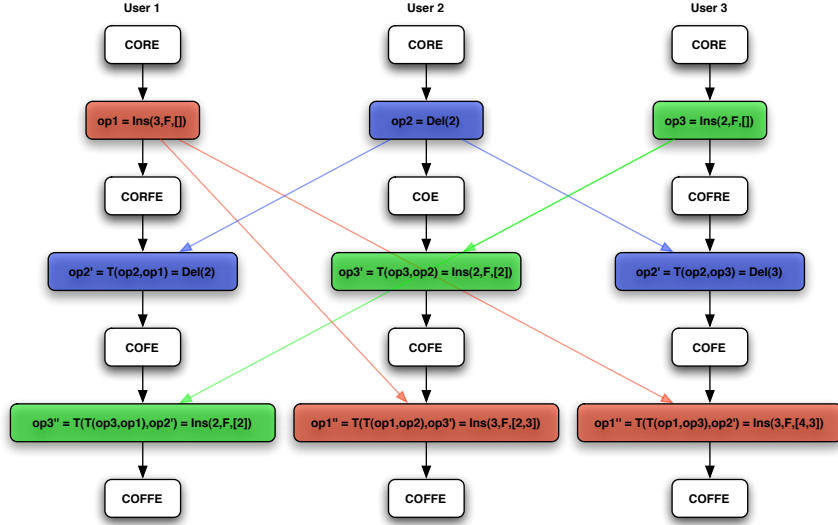 User 1 User 2 User 3
CORE CORE CORE
op1 = Ins(3,F,[]) op2 = Del(2) op3 = Ins(2,F,[])
CORFE COE COFRE
op2' = T(op2,op1) = Del(2) op3' = T(op3,op2) = Ins(2,F,[2]) op2' = T(op2,op3) = Del(3)
COFE COFE COFE
op3'' = T(T(op3,op1),op2') = Ins(2,F,[2]) op1'' = T(T(op1,op2),op3') = Ins(3,F,[2,3]) op1'' = T(T(op1,op3),op2') = Ins(3,F,[4,3])
COFFE COFFE COFFE